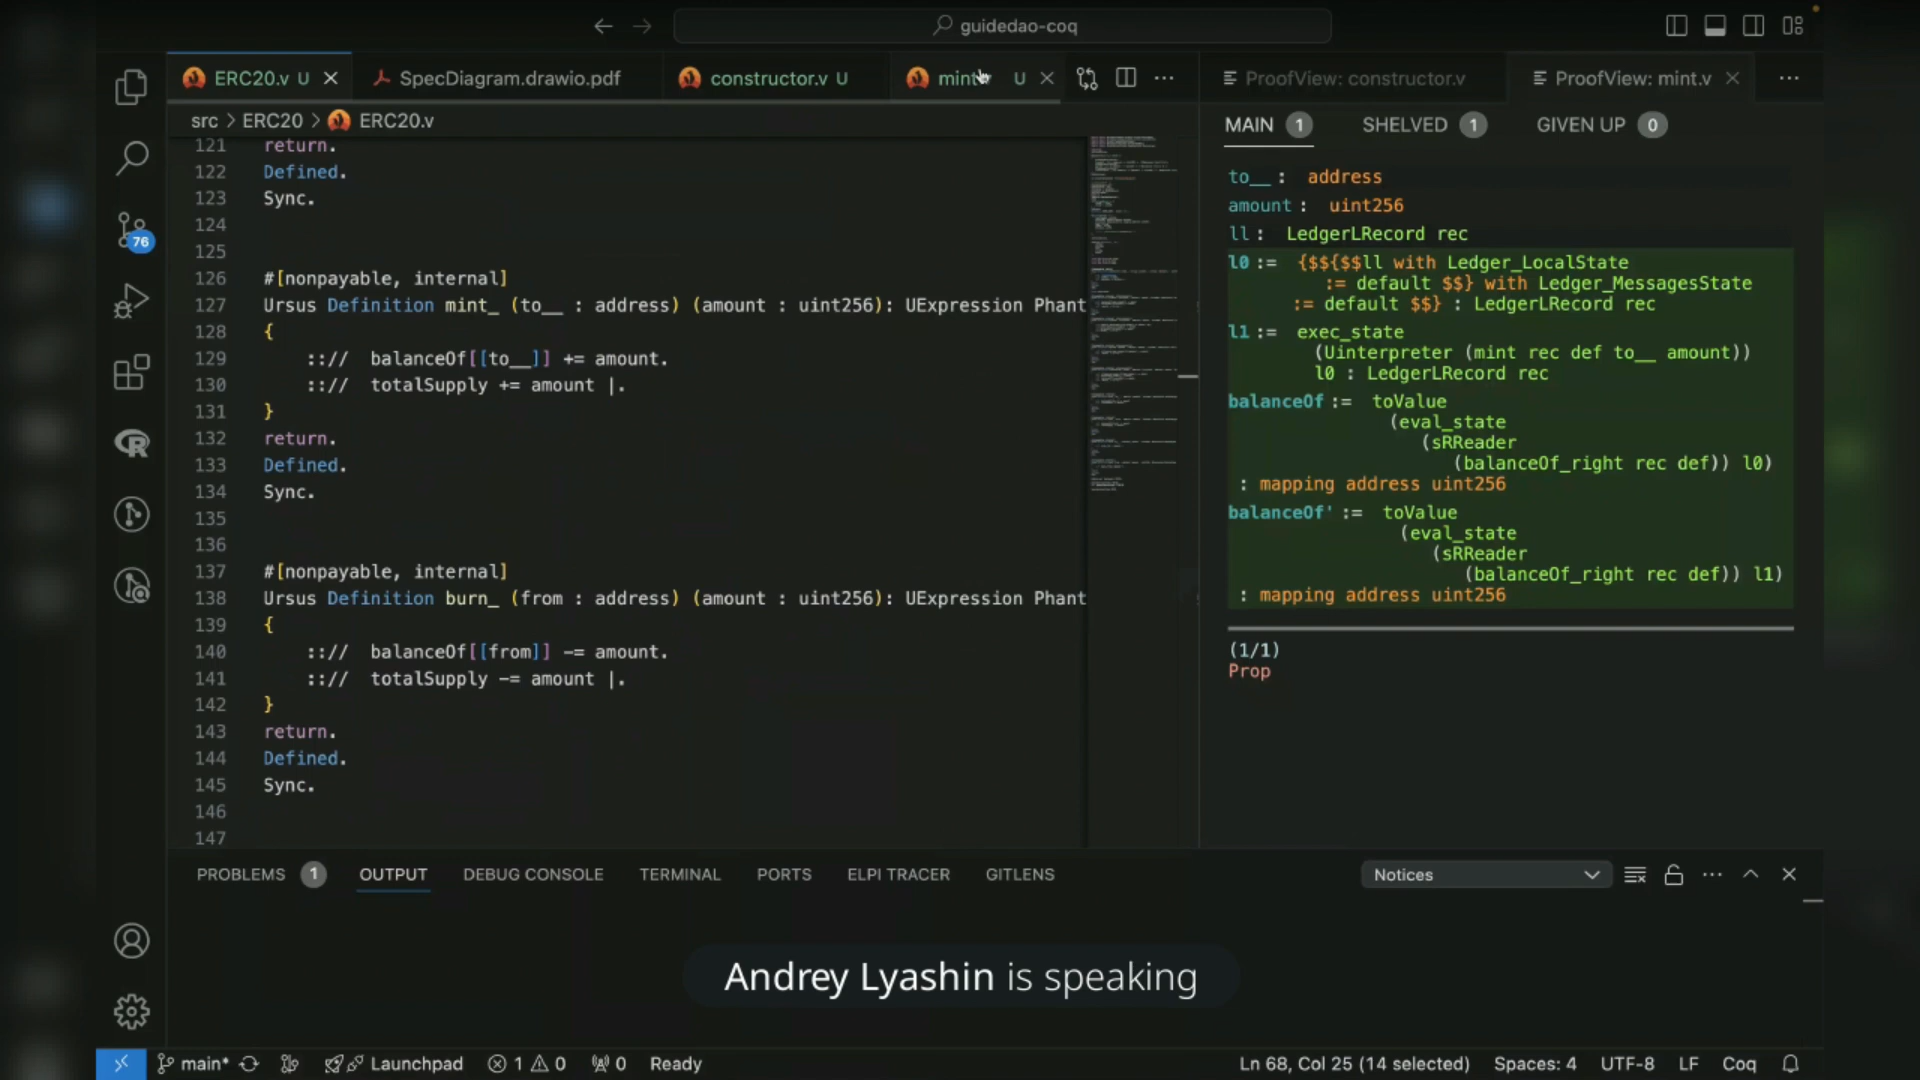 guidedao-coq
ERC20.v U
SpecDiagram.drawio.pdf
constructor.v U
mint U
ProofView: constructor.v
ProofView: mint.v
src > ERC20 > ERC20.v
MAIN 1
SHELVED 1
GIVEN UP 0
121 return.
122 Defined.
123 Sync.
124
125
126 #[nonpayable, internal]
127 Ursus Definition mint_ (to__ : address) (amount : uint256): UExpression Phant
128 {
129 ::// balanceOf[[to__]] += amount.
130 ::// totalSupply += amount |.
131 }
132 return.
133 Defined.
134 Sync.
135
136
137 #[nonpayable, internal]
138 Ursus Definition burn_ (from : address) (amount : uint256): UExpression Phant
139 {
140 ::// balanceOf[[from]] -= amount.
141 ::// totalSupply -= amount |.
142 }
143 return.
144 Defined.
145 Sync.
146
147
to__ : address
amount : uint256
ll : LedgerLRecord rec
l0 := {$${$$ll with Ledger_LocalState
:= default $$} with Ledger_MessagesState
:= default $$} : LedgerLRecord rec
l1 := exec_state
(Uinterpreter (mint rec def to__ amount))
l0 : LedgerLRecord rec
balanceOf := toValue
(eval_state
(sRReader
(balanceOf_right rec def)) l0)
: mapping address uint256
balanceOf' := toValue
(eval_state
(sRReader
(balanceOf_right rec def)) l1)
: mapping address uint256
(1/1)
Prop
76
PROBLEMS 1
OUTPUT
DEBUG CONSOLE
TERMINAL
PORTS
ELPI TRACER
GITLENS
Notices
Andrey Lyashin is speaking
main*
Launchpad
1
0
0
Ready
Ln 68, Col 25 (14 selected)
Spaces: 4
UTF-8
LF
Coq